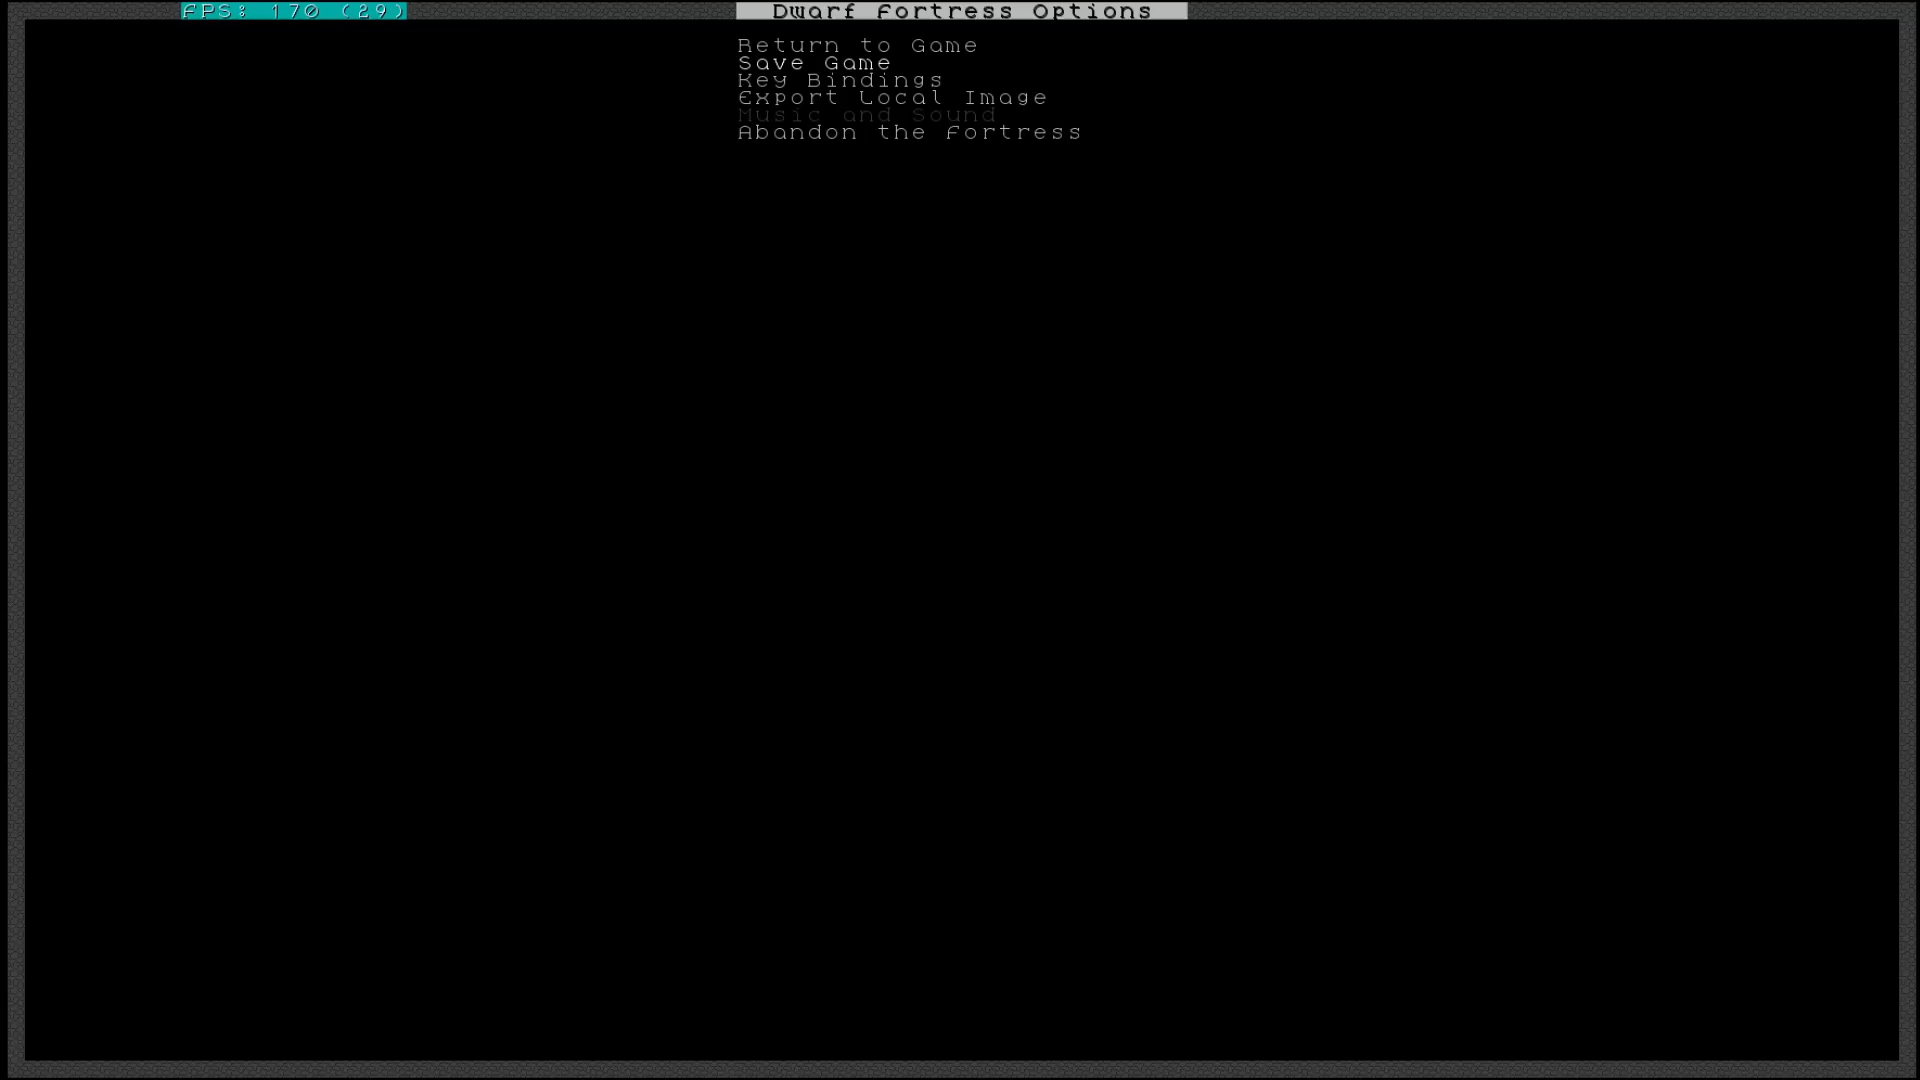 FPS: 170 (29)
Dwarf Fortress Options
Return to Game
Save Game
Key Bindings
Export Local Image
Music and Sound
Abandon the Fortress